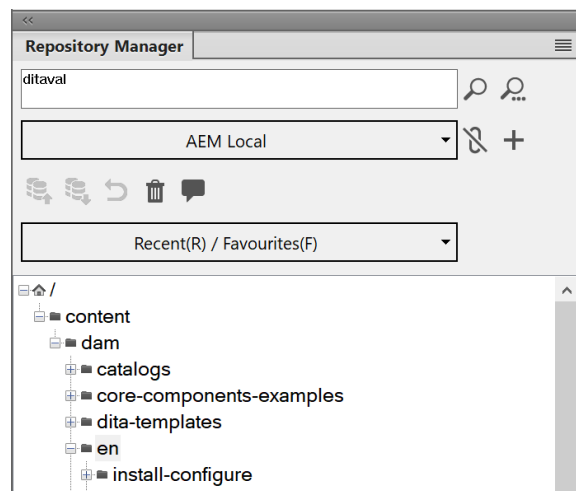 Repository Manager
ditaval
AEM Local
Recent(R) / Favourites(F)
/
content
dam
catalogs
core-components-examples
dita-templates
en
install-configure